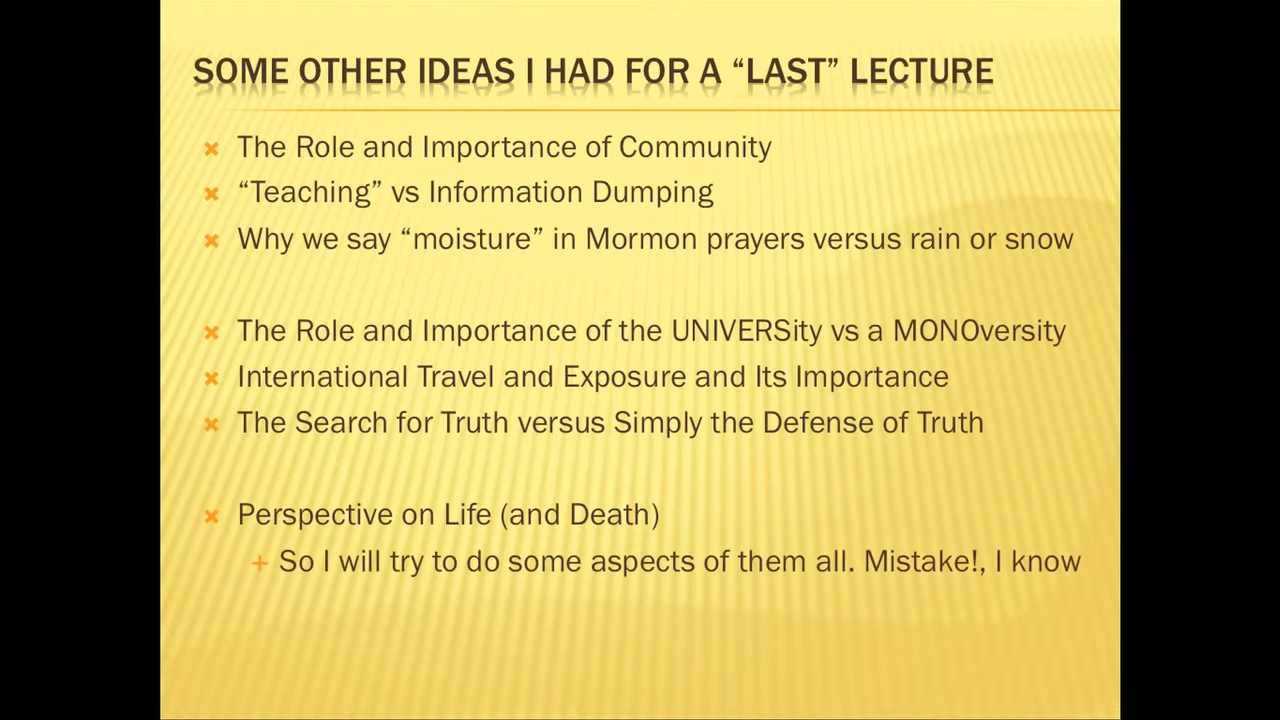 SOME OTHER IDEAS I HAD FOR A “LAST” LECTURE
The Role and Importance of Community
“Teaching” vs Information Dumping
Why we say “moisture” in Mormon prayers versus rain or snow
The Role and Importance of the UNIVERSity vs a MONOversity
International Travel and Exposure and Its Importance
The Search for Truth versus Simply the Defense of Truth
Perspective on Life (and Death)
So I will try to do some aspects of them all. Mistake!, I know